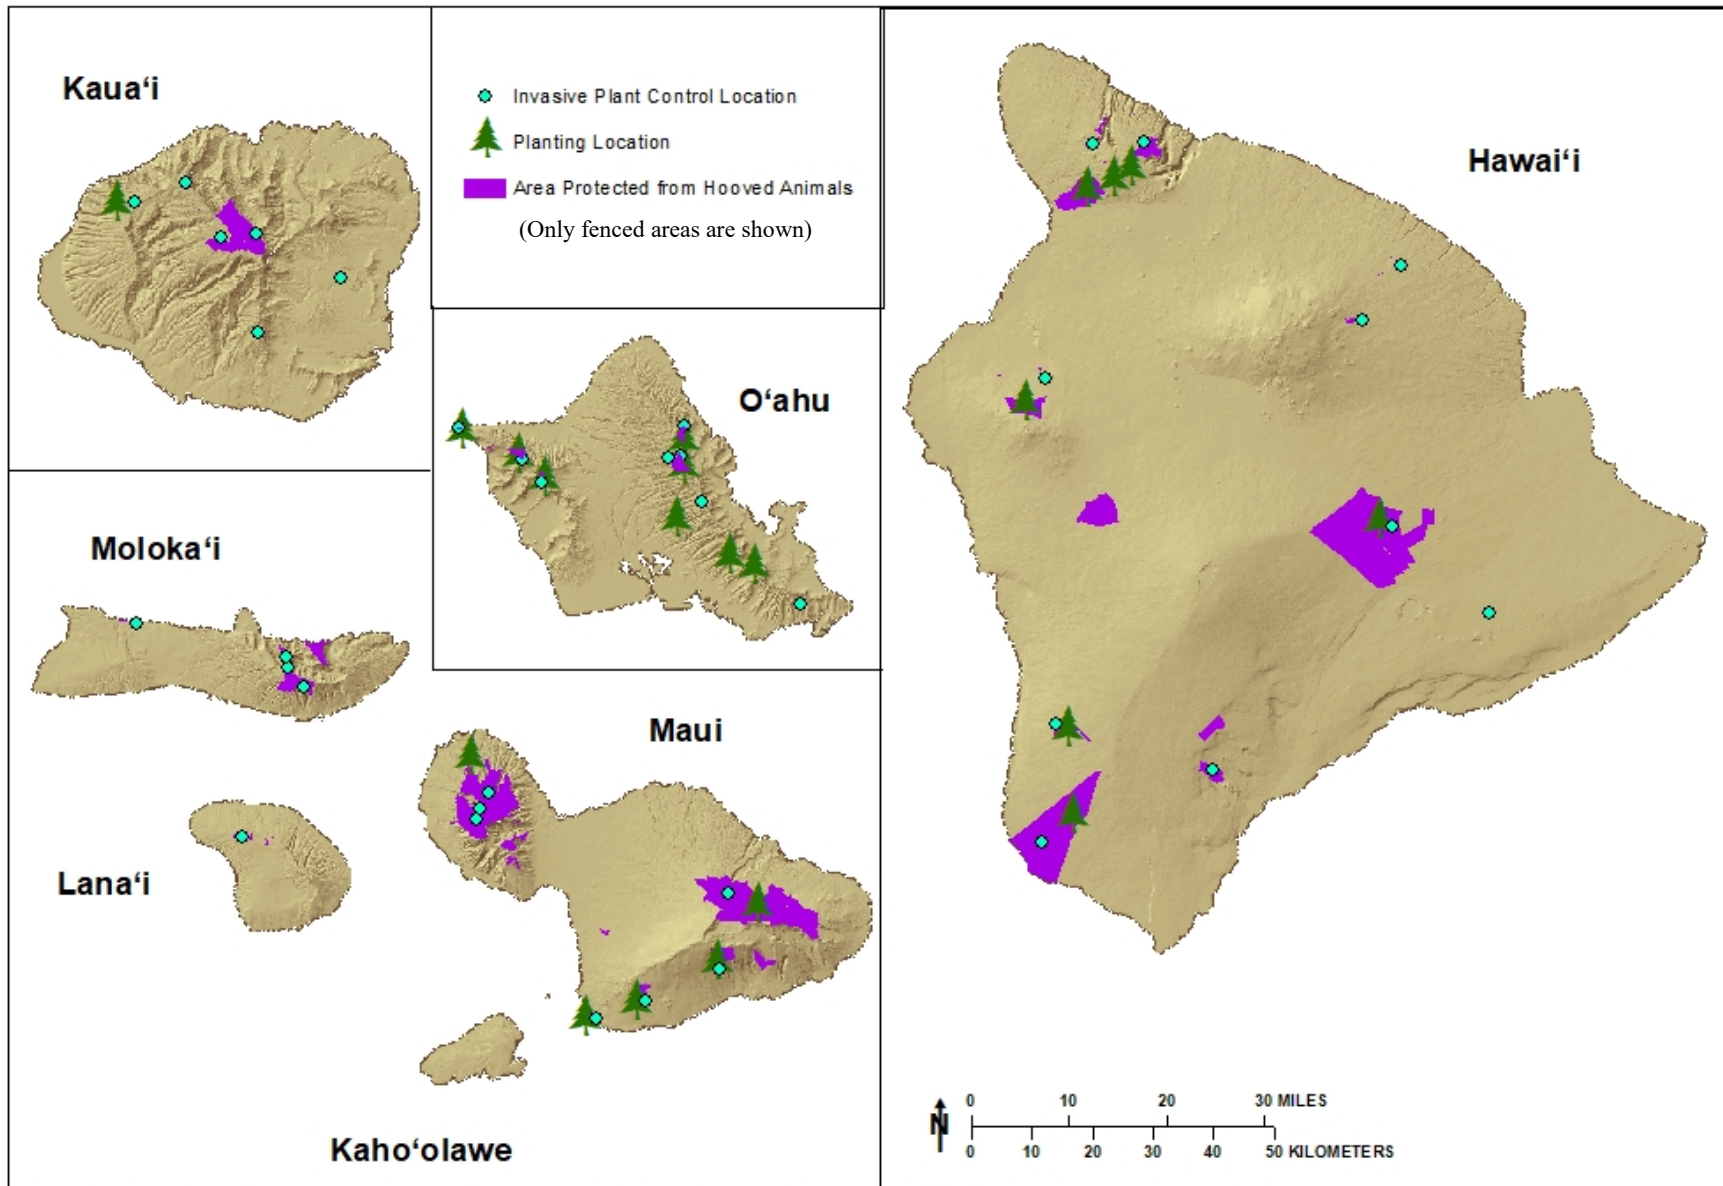 Kaua‘i
Invasive Plant Control Location
Planting Location
Area Protected from Hooved Animals
(Only fenced areas are shown)
Hawai‘i
O‘ahu
Moloka‘i
Maui
Lana‘i
Kaho‘olawe
N
0 10 20 30 MILES
0 10 20 30 40 50 KILOMETERS